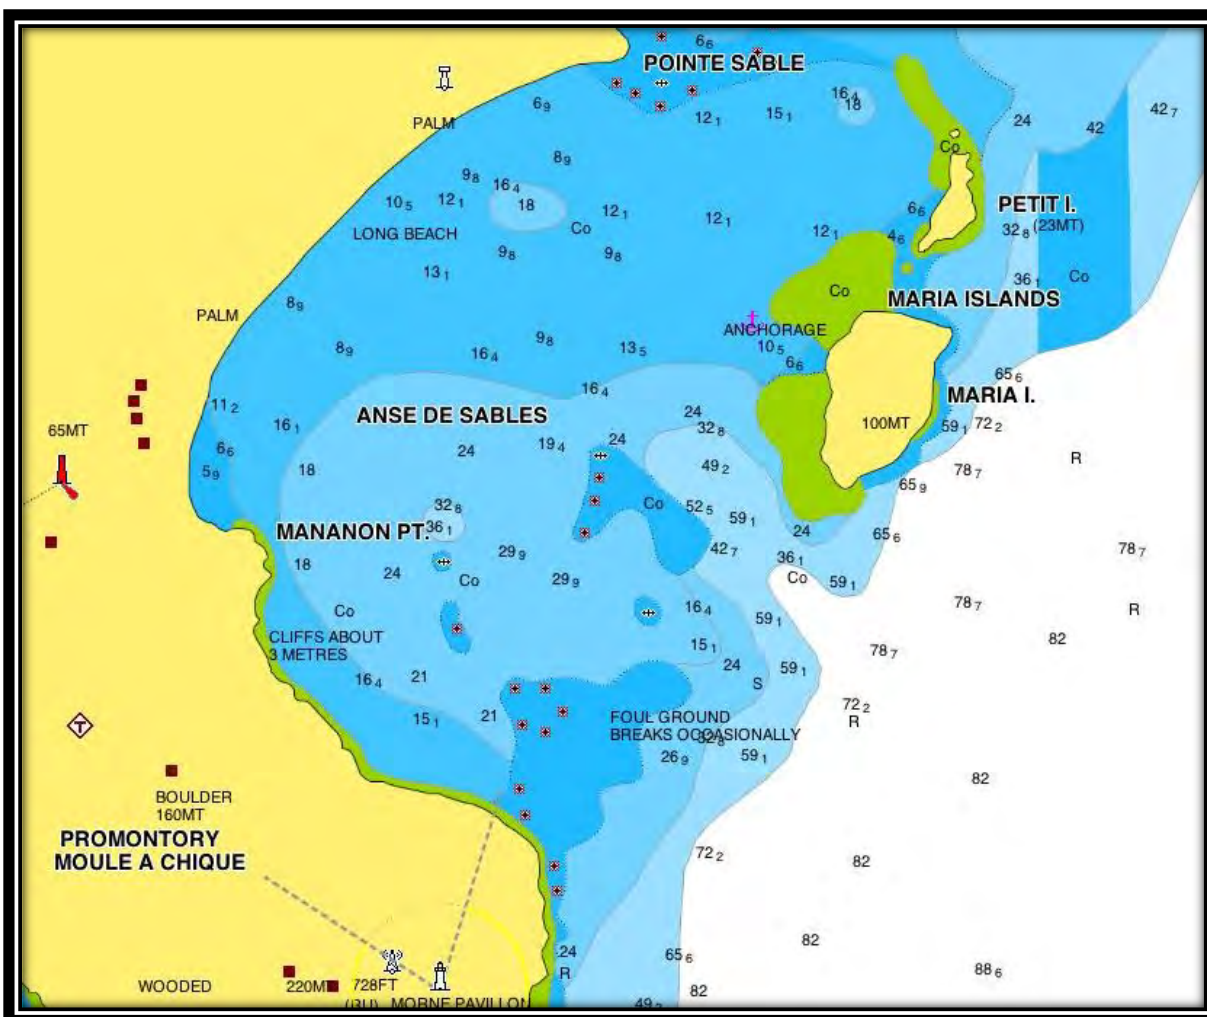 6₆
POINTE SABLE
16₄
18
6₉
12₁
15₁
42₇
24
42
PALM
Co
8₉
9₈
16₄
10₅
12₁
18
12₁
12₁
6₆
PETIT I.
32₈ (23MT)
LONG BEACH
Co
12₁
4₆
9₈
9₈
13₁
36₁
Co
Co
MARIA ISLANDS
8₉
PALM
ANCHORAGE
9₈
10₅
8₉
16₄
13₅
6₆
65₆
16₄
MARIA I.
11₂
ANSE DE SABLES
24
16₁
32₈
100MT
59₁
72₂
65MT
19₄
24
6₆
24
R
5₉
18
49₂
78₇
65₉
32₈
Co
52₅
59₁
MANANON PT.
36₁
24
65₆
29₉
42₇
78₇
18
24
Co
29₉
36₁
Co
59₁
Co
16₄
59₁
78₇
R
CLIFFS ABOUT
3 METRES
15₁
78₇
82
16₄
21
24
59₁
S
72₂
15₁
21
FOUL GROUND
R
BREAKS OCCASIONALLY
32₈
26₉
59₁
T
82
BOULDER
160MT
PROMONTORY
MOULE A CHIQUE
72₂
82
24
65₆
82
R
88₆
WOODED
220MT
728FT
82
MORNE PAVILLON